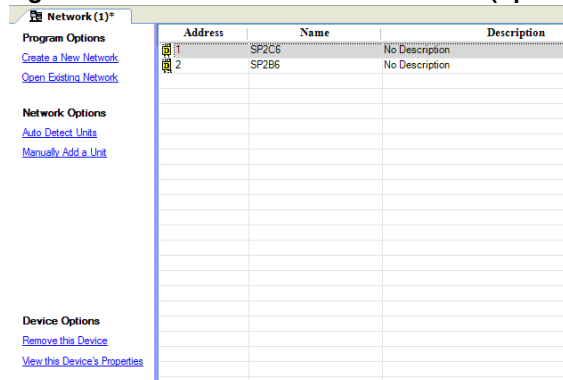 Network (1)*
Program Options
Create a New Network
Open Existing Network
Network Options
Auto Detect Units
Manually Add a Unit
Device Options
Remove this Device
View this Device's Properties
Address Name Description
1 SP2C6 No Description
2 SP2B6 No Description